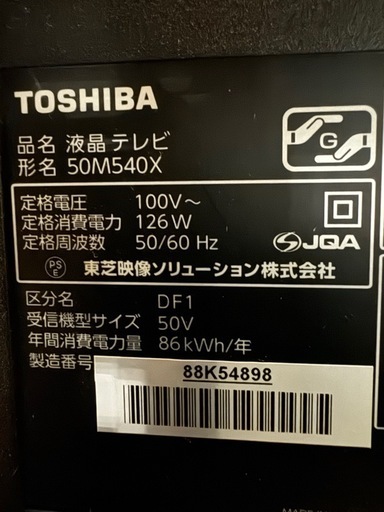 TOSHIBA
品名 液晶テレビ
形名 50M540X
G
定格電圧 100V～
定格消費電力 126W
定格周波数 50/60 Hz
JQA
PS
E
東芝映像ソリューション株式会社
区分名 DF1
受信機型サイズ 50V
年間消費電力量 86kWh/年
製造番号
88K54898